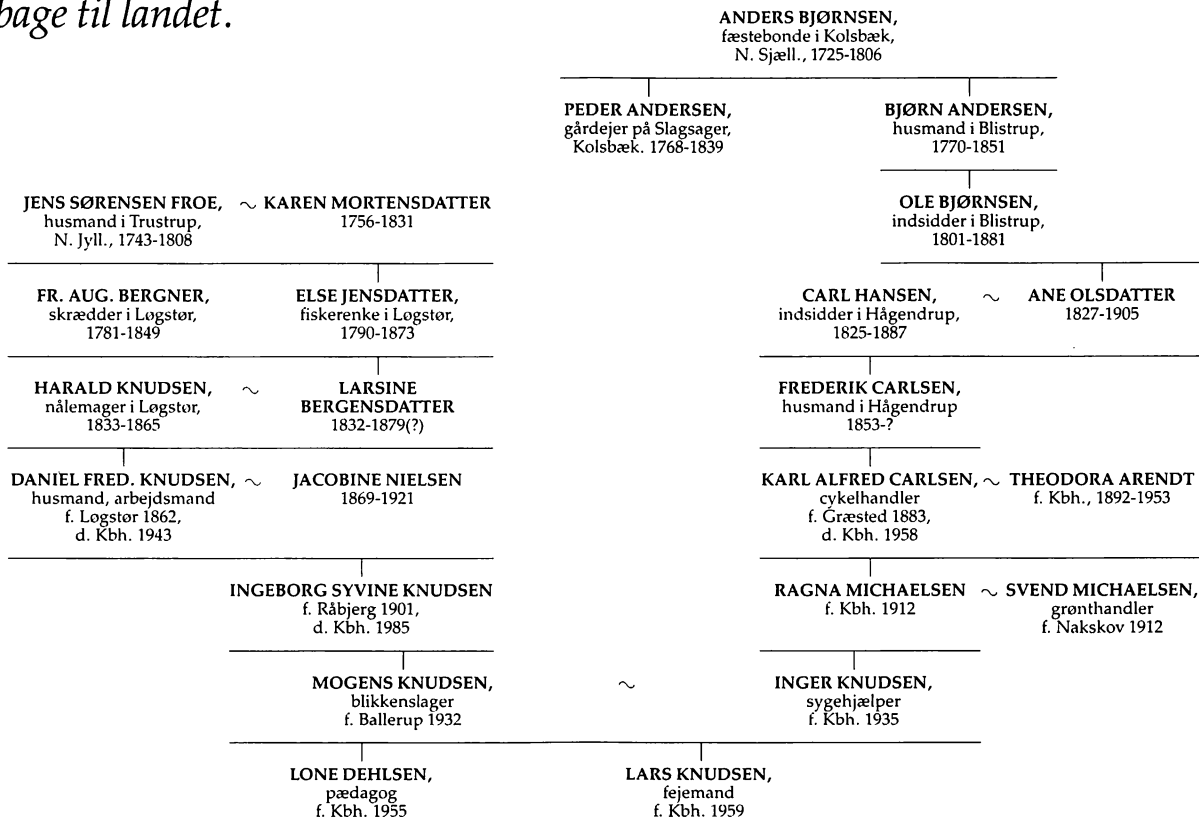 bage til landet.
ANDERS BJØRNSEN,
fæstebonde i Kolsbæk,
N. Sjæll., 1725-1806
PEDER ANDERSEN,
gårdejer på Slagsager,
Kolsbæk. 1768-1839
BJØRN ANDERSEN,
husmand i Blistrup,
1770-1851
JENS SØRENSEN FROE,
husmand i Trustrup,
N. Jyll., 1743-1808
~ KAREN MORTENSDATTER
1756-1831
OLE BJØRNSEN,
indsidder i Blistrup,
1801-1881
FR. AUG. BERGNER,
skrædder i Løgstør,
1781-1849
ELSE JENSDATTER,
fiskerenke i Løgstør,
1790-1873
CARL HANSEN,
indsidder i Hågendrup,
1825-1887
~ ANE OLSDATTER
1827-1905
HARALD KNUDSEN,
nålemager i Løgstør,
1833-1865
~ LARSINE
BERGENSDATTER
1832-1879(?)
FREDERIK CARLSEN,
husmand i Hågendrup
1853-?
DANIEL FRED. KNUDSEN,
husmand, arbejdsmand
f. Løgstør 1862,
d. Kbh. 1943
~ JACOBINE NIELSEN
1869-1921
KARL ALFRED CARLSEN,
cykelhandler
f. Græsted 1883,
d. Kbh. 1958
~ THEODORA ARENDT
f. Kbh., 1892-1953
INGEBORG SYVINE KNUDSEN
f. Råbjerg 1901,
d. Kbh. 1985
RAGNA MICHAELSEN
f. Kbh. 1912
~ SVEND MICHAELSEN,
grønthandler
f. Nakskov 1912
MOGENS KNUDSEN,
blikkenslager
f. Ballerup 1932
~
INGER KNUDSEN,
sygehjælper
f. Kbh. 1935
LONE DEHLSEN,
pædagog
f. Kbh. 1955
LARS KNUDSEN,
fejemand
f. Kbh. 1959